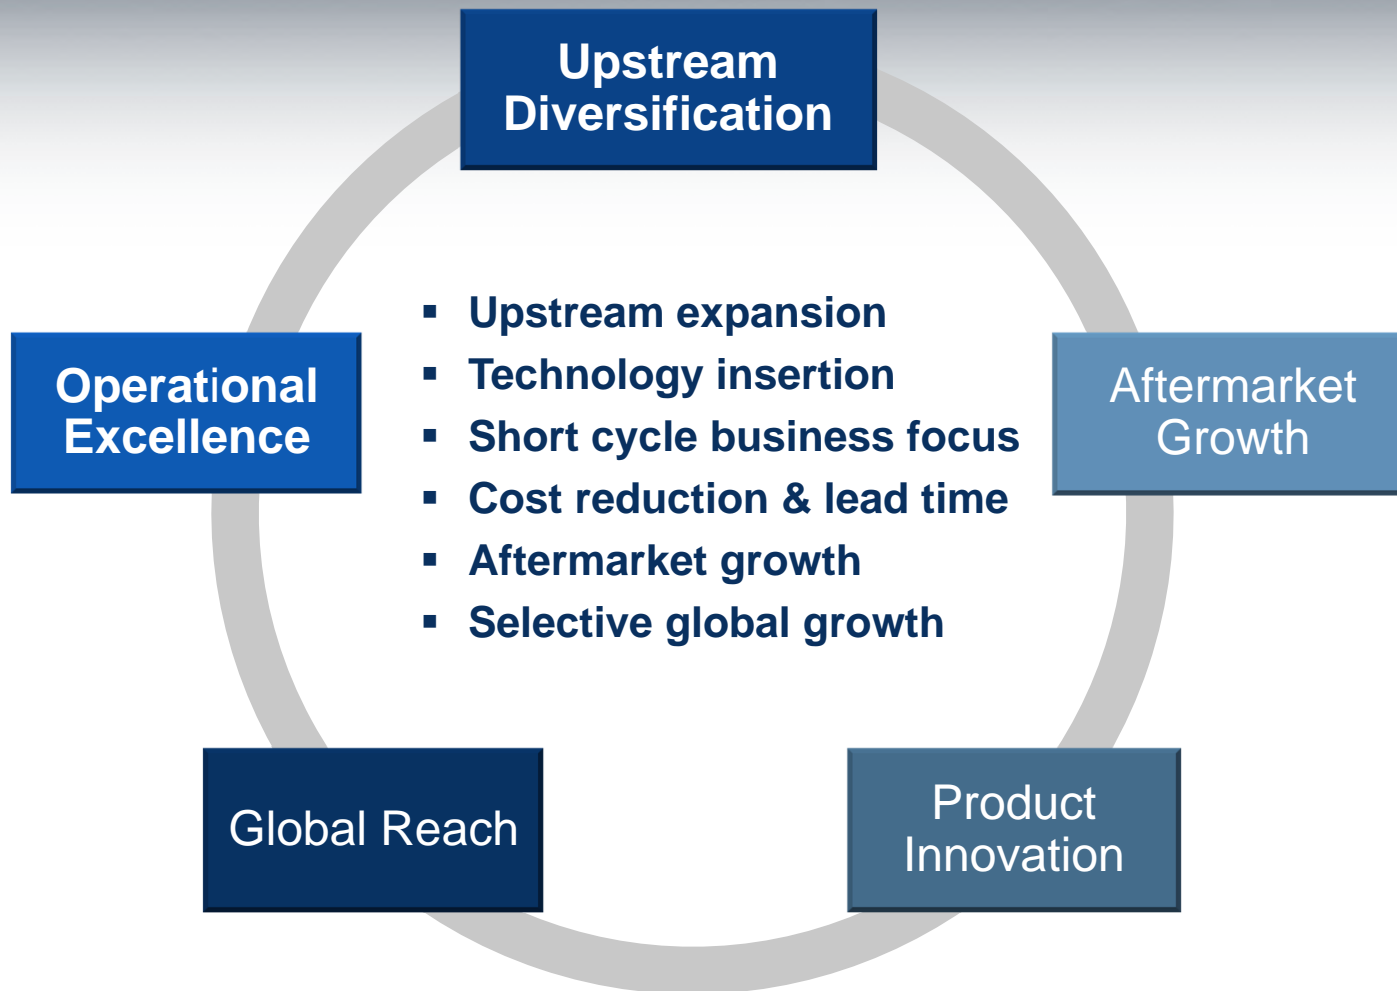 Upstream
Diversification
▪ Upstream expansion
▪ Technology insertion
▪ Short cycle business focus
▪ Cost reduction & lead time
▪ Aftermarket growth
▪ Selective global growth
Operational
Excellence
Aftermarket
Growth
Global Reach
Product
Innovation